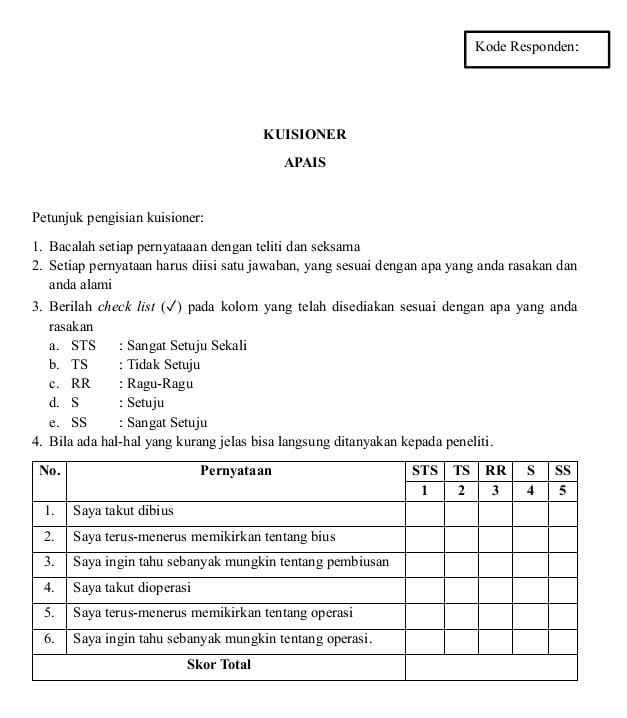 Kode Responden:
KUISIONER
APAIS
Petunjuk pengisian kuisioner:
1. Bacalah setiap pernyataaan dengan teliti dan seksama
2. Setiap pernyataan harus diisi satu jawaban, yang sesuai dengan apa yang anda rasakan dan
anda alami
3. Berilah check list (✓) pada kolom yang telah disediakan sesuai dengan apa yang anda
rasakan
a. STS : Sangat Setuju Sekali
b. TS : Tidak Setuju
c. RR : Ragu-Ragu
d. S : Setuju
e. SS : Sangat Setuju
4. Bila ada hal-hal yang kurang jelas bisa langsung ditanyakan kepada peneliti.
No. Pernyataan STS TS RR S SS
1 2 3 4 5
1. Saya takut dibius
2. Saya terus-menerus memikirkan tentang bius
3. Saya ingin tahu sebanyak mungkin tentang pembiusan
4. Saya takut dioperasi
5. Saya terus-menerus memikirkan tentang operasi
6. Saya ingin tahu sebanyak mungkin tentang operasi.
Skor Total